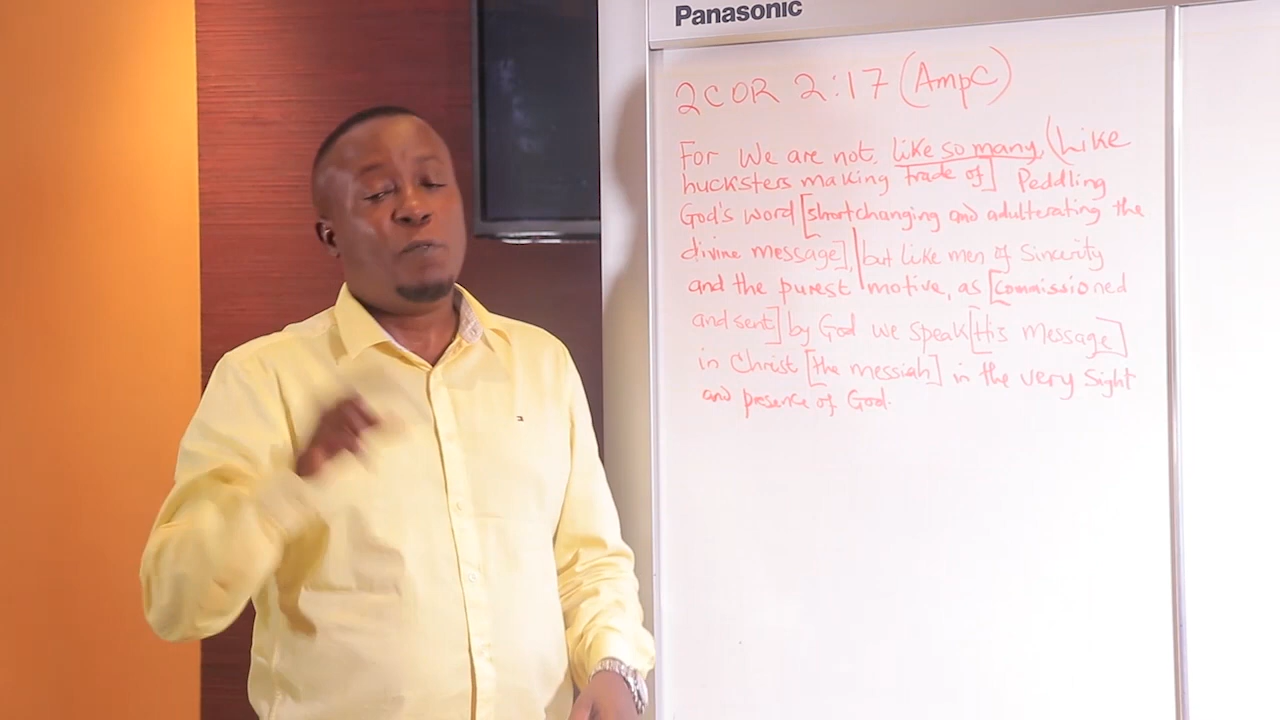 Panasonic
2COR 2:17 (AmpC)
For We are not, like so many, (Like
hucksters making trade of] Peddling
God's word [shortchanging and adulterating the
divine message], but like men of Sincerity
and the purest motive, as [commissioned
and sent] by God we speak [His Message]
in Christ [the messiah] in the very Sight
and presence of God.